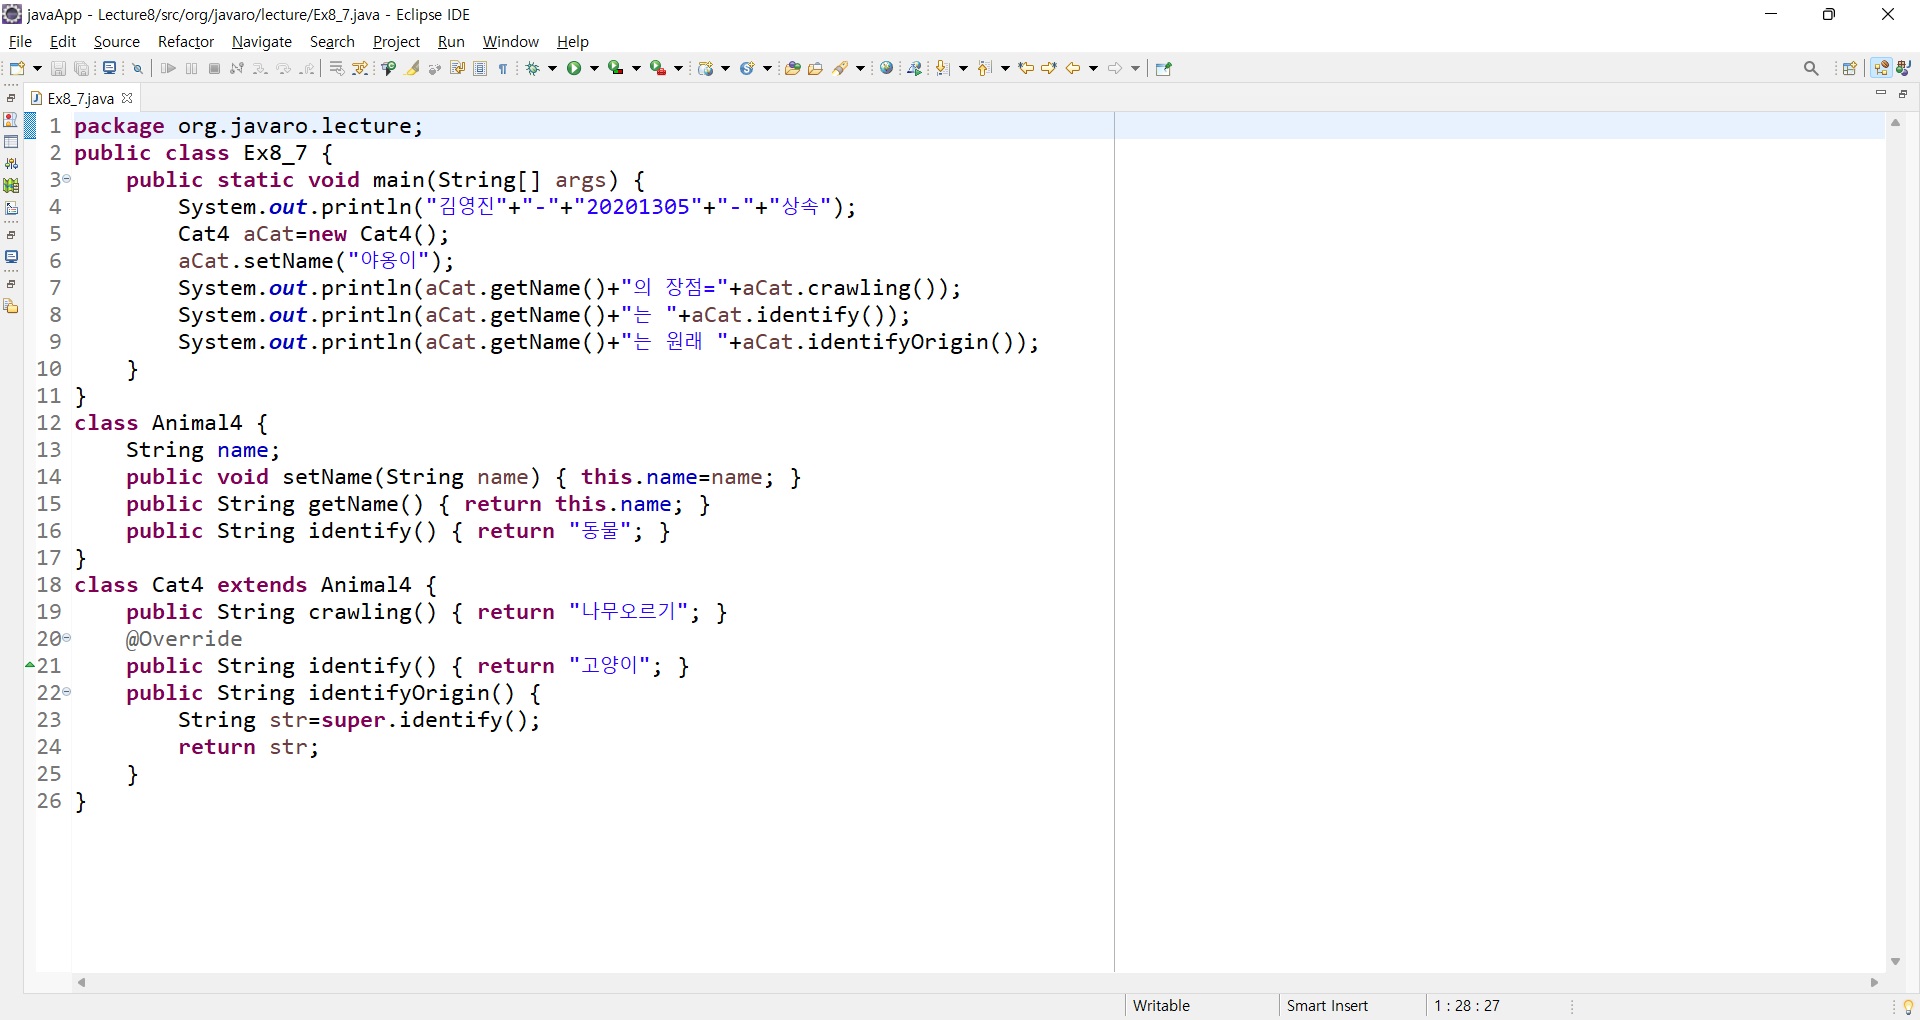 javaApp - Lecture8/src/org/javaro/lecture/Ex8_7.java - Eclipse IDE
File Edit Source Refactor Navigate Search Project Run Window Help
Ex8_7.java
1 package org.javaro.lecture;
2 public class Ex8_7 {
3 public static void main(String[] args) {
4 System.out.println("김영진"+"-"+"20201305"+"-"+"상속");
5 Cat4 aCat=new Cat4();
6 aCat.setName("야옹이");
7 System.out.println(aCat.getName()+"의 장점="+aCat.crawling());
8 System.out.println(aCat.getName()+"는 "+aCat.identify());
9 System.out.println(aCat.getName()+"는 원래 "+aCat.identifyOrigin());
10 }
11 }
12 class Animal4 {
13 String name;
14 public void setName(String name) { this.name=name; }
15 public String getName() { return this.name; }
16 public String identify() { return "동물"; }
17 }
18 class Cat4 extends Animal4 {
19 public String crawling() { return "나무오르기"; }
20 @Override
21 public String identify() { return "고양이"; }
22 public String identifyOrigin() {
23 String str=super.identify();
24 return str;
25 }
26 }
Writable Smart Insert 1 : 28 : 27